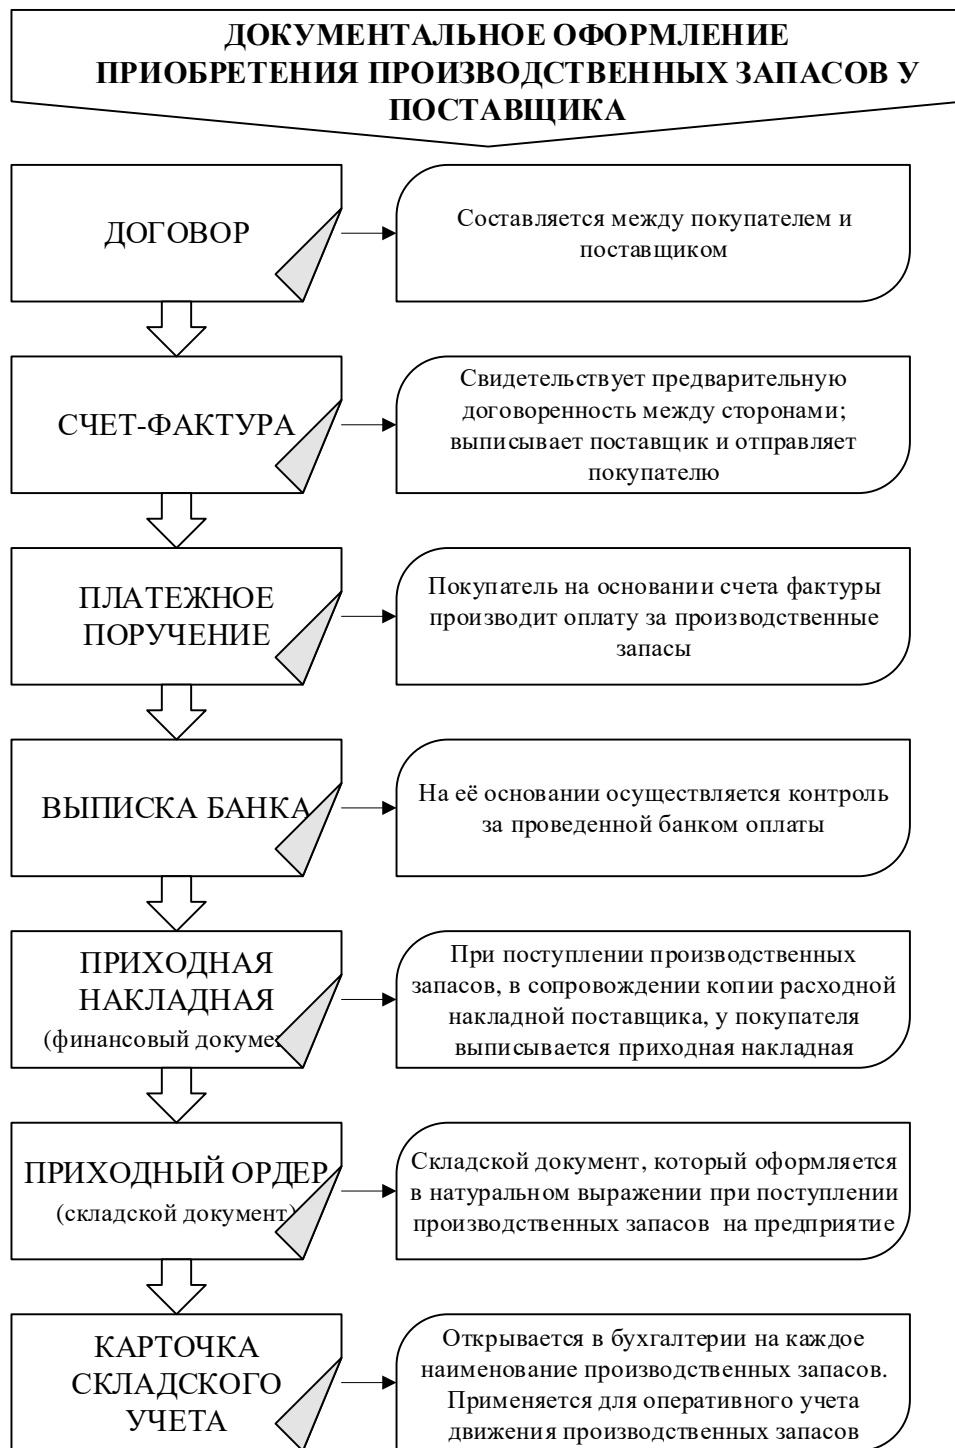 ДОКУМЕНТАЛЬНОЕ ОФОРМЛЕНИЕ
ПРИОБРЕТЕНИЯ ПРОИЗВОДСТВЕННЫХ ЗАПАСОВ У
ПОСТАВЩИКА
ДОГОВОР
Составляется между покупателем и
поставщиком
СЧЕТ-ФАКТУРА
Свидетельствует предварительную
договоренность между сторонами;
выписывает поставщик и отправляет
покупателю
ПЛАТЕЖНОЕ
ПОРУЧЕНИЕ
Покупатель на основании счета фактуры
производит оплату за производственные
запасы
ВЫПИСКА БАНКА
На её основании осуществляется контроль
за проведенной банком оплаты
ПРИХОДНАЯ
НАКЛАДНАЯ
(финансовый
При поступлении производственных
запасов, в сопровождении копии расходной
накладной поставщика, у покупателя
выписывается приходная накладная
ПРИХОДНЫЙ ОРДЕР
(складской документ)
Складской документ, который оформляется
в натуральном выражении при поступлении
производственных запасов на предприятие
КАРТОЧКА
СКЛАДСКОГО
УЧЕТА
Открывается в бухгалтерии на каждое
наименование производственных запасов.
Применяется для оперативного учета
движения производственных запасов